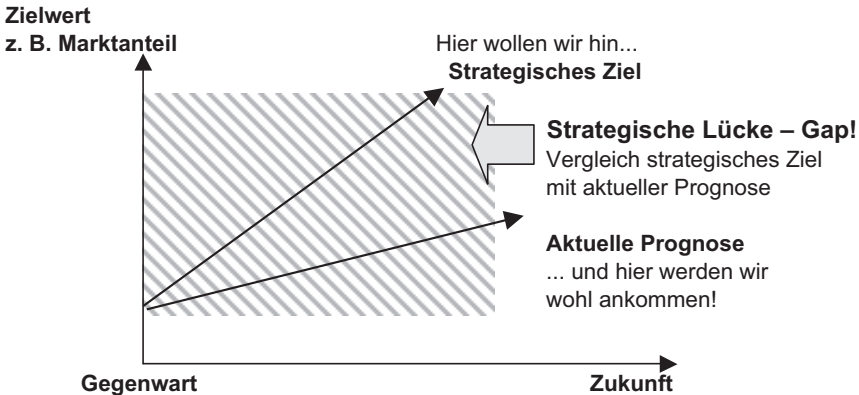 Zielwert
z. B. Marktanteil
Hier wollen wir hin...
Strategisches Ziel
Strategische Lücke – Gap!
Vergleich strategisches Ziel
mit aktueller Prognose
Aktuelle Prognose
... und hier werden wir
wohl ankommen!
Gegenwart
Zukunft